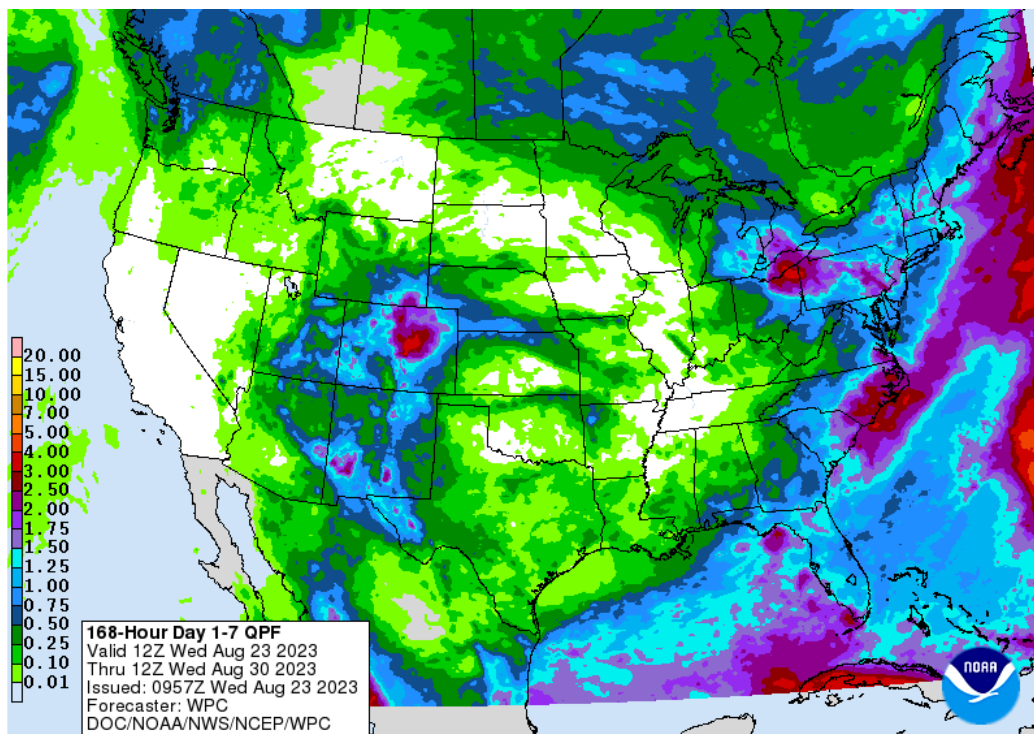 20.00
15.00
10.00
7.00
5.00
4.00
3.00
2.50
2.00
1.75
1.50
1.25
1.00
0.75
0.50
0.25
0.10
0.01
168-Hour Day 1-7 QPF
Valid 12Z Wed Aug 23 2023
Thru 12Z Wed Aug 30 2023
Issued: 0957Z Wed Aug 23 2023
Forecaster: WPC
DOC/NOAA/NWS/NCEP/WPC
NOAA